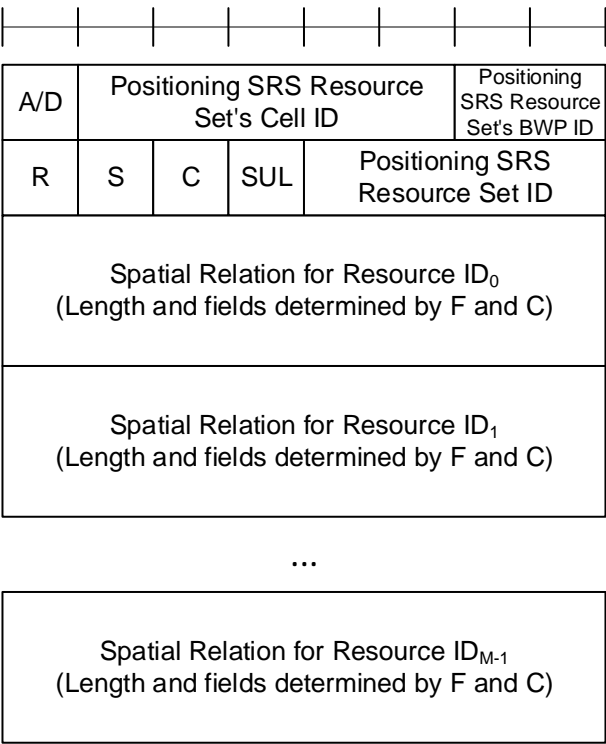 A/D
Positioning SRS Resource
Set's Cell ID
Positioning
SRS Resource
Set's BWP ID
R
S
C
SUL
Positioning SRS
Resource Set ID
Spatial Relation for Resource ID₀
(Length and fields determined by F and C)
Spatial Relation for Resource ID₁
(Length and fields determined by F and C)
...
Spatial Relation for Resource ID_M-1
(Length and fields determined by F and C)